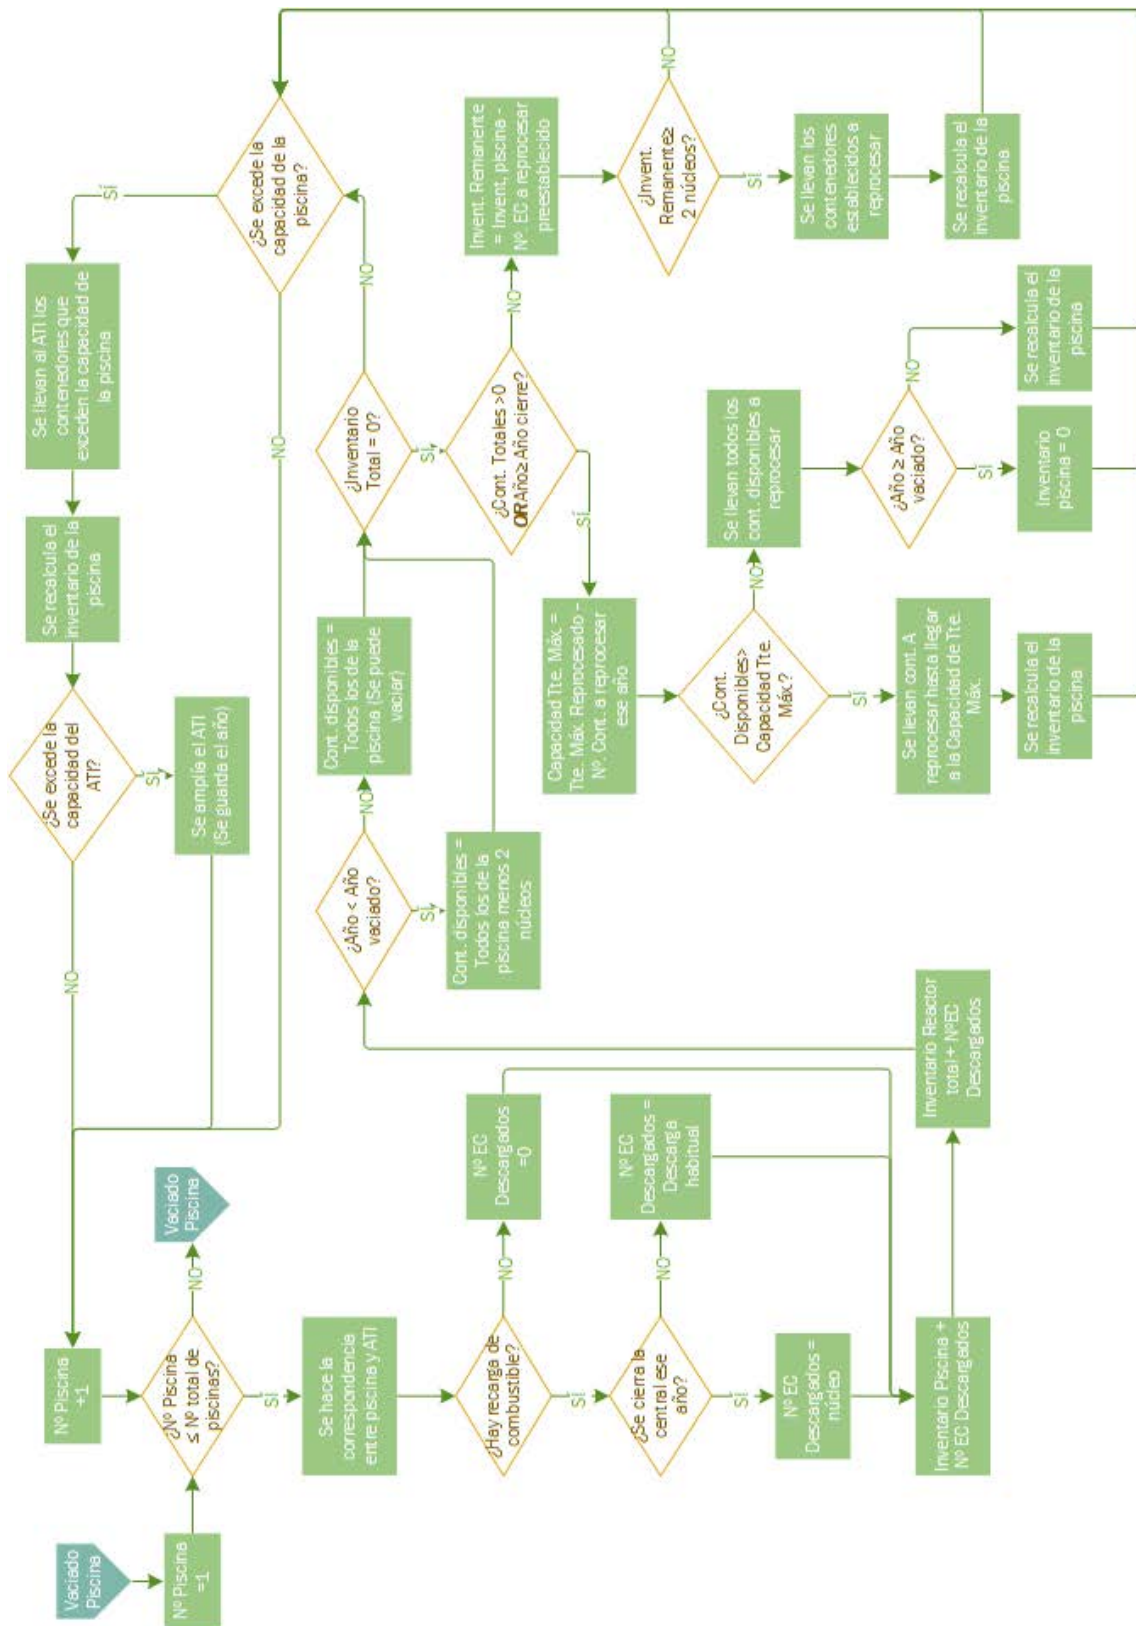 Vaciado
Piscina
Nº Piscina
=1
Nº Piscina
+1
¿Nº Piscina
≤ Nº total de
piscinas?
NO
Vaciado
Piscina
SÍ
Se hace la
correspondencia
entre piscina y ATI
¿Hay recarga de
combustible?
NO
Nº EC
Descargados
=0
SÍ
¿Se cierra la
central ese
año?
NO
Nº EC
Descargados =
Descarga
habitual
SÍ
Nº EC
Descargados =
núcleo
Inventario Piscina +
Nº EC Descargados
Inventario Reactor
total + NºEC
Descargados
¿Año < Año
vaciado?
NO
Cont. disponibles =
Todos los de la
piscina (Se puede
vaciar)
SÍ
Cont. disponibles =
Todos los de la
piscina menos 2
núcleos
¿Inventario
Total = 0?
NO
SÍ
¿Cont. Totales >0
OR Año≥ Año cierre?
NO
Invent. Remanente
= Invent, piscina -
Nº. EC a reprocesar
preestablecido
¿Invent.
Remanente≥
2 núcleos?
NO
SÍ
Se llevan los
contenedores
establecidos a
reprocesar
Se recalcula el
inventario de la
piscina
SÍ
Capacidad Tte. Máx. =
Tte. Máx. Reprocesado -
Nº. Cont. a reprocesar
ese año
¿Cont.
Disponibles>
Capacidad Tte.
Máx.?
NO
Se llevan todos los
cont. disponibles a
reprocesar
¿Año ≥ Año
vaciado?
NO
Se recalcula el
inventario de la
piscina
SÍ
Inventario
piscina = 0
SÍ
Se llevan cont. A
reprocesar hasta llegar
a la Capacidad de Tte.
Máx.
Se recalcula el
inventario de la
piscina
¿Se excede la
capacidad de la
piscina?
NO
SÍ
Se llevan al ATI los
contenedores que
exceden la capacidad de
la piscina
Se recalcula el
inventario de la
piscina
¿Se excede la
capacidad del
ATI?
NO
SÍ
Se amplía el ATI
(Se guarda el año)